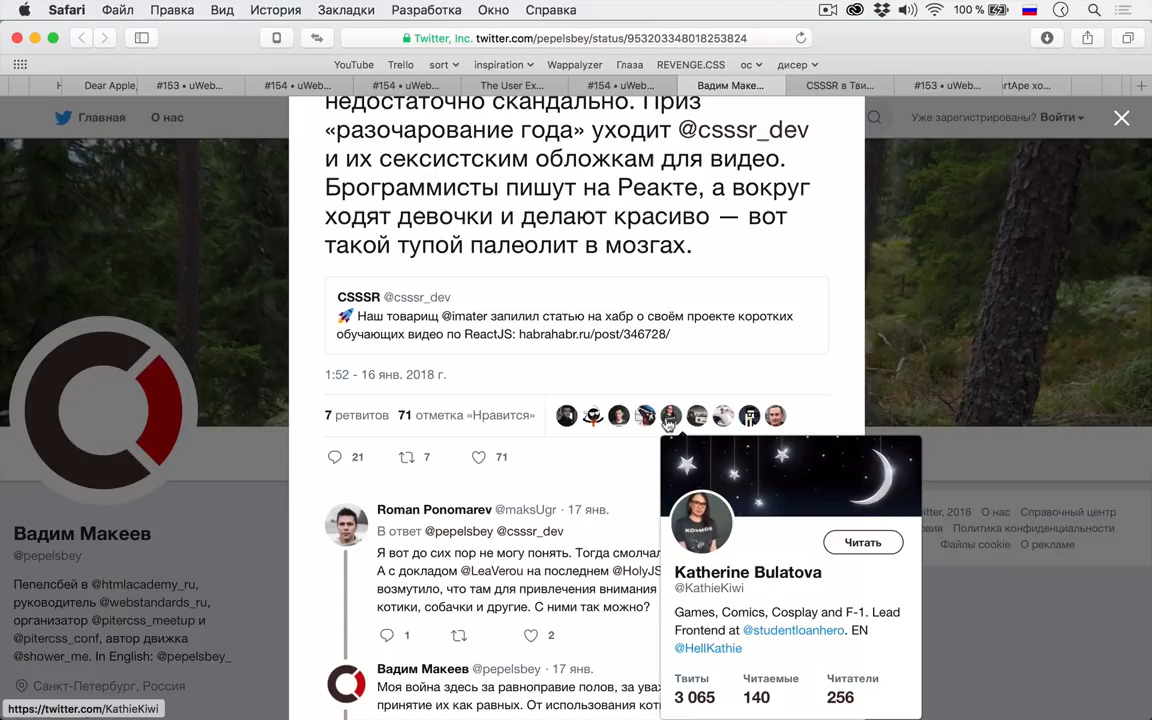 Safari Файл Правка Вид История Закладки Разработка Окно Справка 100 %
Twitter, Inc. twitter.com/pepelsbey/status/953203348018253824
YouTube Trello sort inspiration Wappalyzer Глаза REVENGE.CSS ос дисер
Dear Apple, #153 • uWeb... #154 • uWeb... #154 • uWeb... The User Ex... #154 • uWeb... Вадим Маке... CSSSR в Тви... #153 • uWeb...
Главная О нас Уже зарегистрированы? Войти
недостаточно скандально. Приз
«разочарование года» уходит @csssr_dev
и их сексистским обложкам для видео.
Брограммисты пишут на Реакте, а вокруг
ходят девочки и делают красиво — вот
такой тупой палеолит в мозгах.
CSSSR @csssr_dev
Наш товарищ @imater запилил статью на хабр о своём проекте коротких
обучающих видео по ReactJS: habrahabr.ru/post/346728/
1:52 - 16 янв. 2018 г.
7 ретвитов 71 отметка «Нравится»
21 7 71
Roman Ponomarev @maksUgr · 17 янв.
В ответ @pepelsbey @csssr_dev
Я вот до сих пор не могу понять. Тогда смолчал
А с докладом @LeaVerou на последнем @HolyJS
возмутило, что там для привлечения внимания
котики, собачки и другие. С ними так можно?
1 2
Вадим Макеев @pepelsbey · 17 янв.
Моя война здесь за равноправие полов, за ува
принятие их как равных. От использования кот
Читать
Katherine Bulatova
@KathieKiwi
Games, Comics, Cosplay and F-1. Lead
Frontend at @studentloanhero. EN
@HellKathie
Твиты Читаемые Читатели
3 065 140 256
Вадим Макеев
@pepelsbey
Пепелсбей в @htmlacademy_ru,
руководитель @webstandards_ru,
организатор @pitercss_meetup и
@pitercss_conf, автор движка
@shower_me. In English: @pepelsbey_
Санкт-Петербург, Россия
itter, 2018 О нас Справочный центр
овия Политика конфиденциальности
Файлы cookie О рекламе
https://twitter.com/KathieKiwi